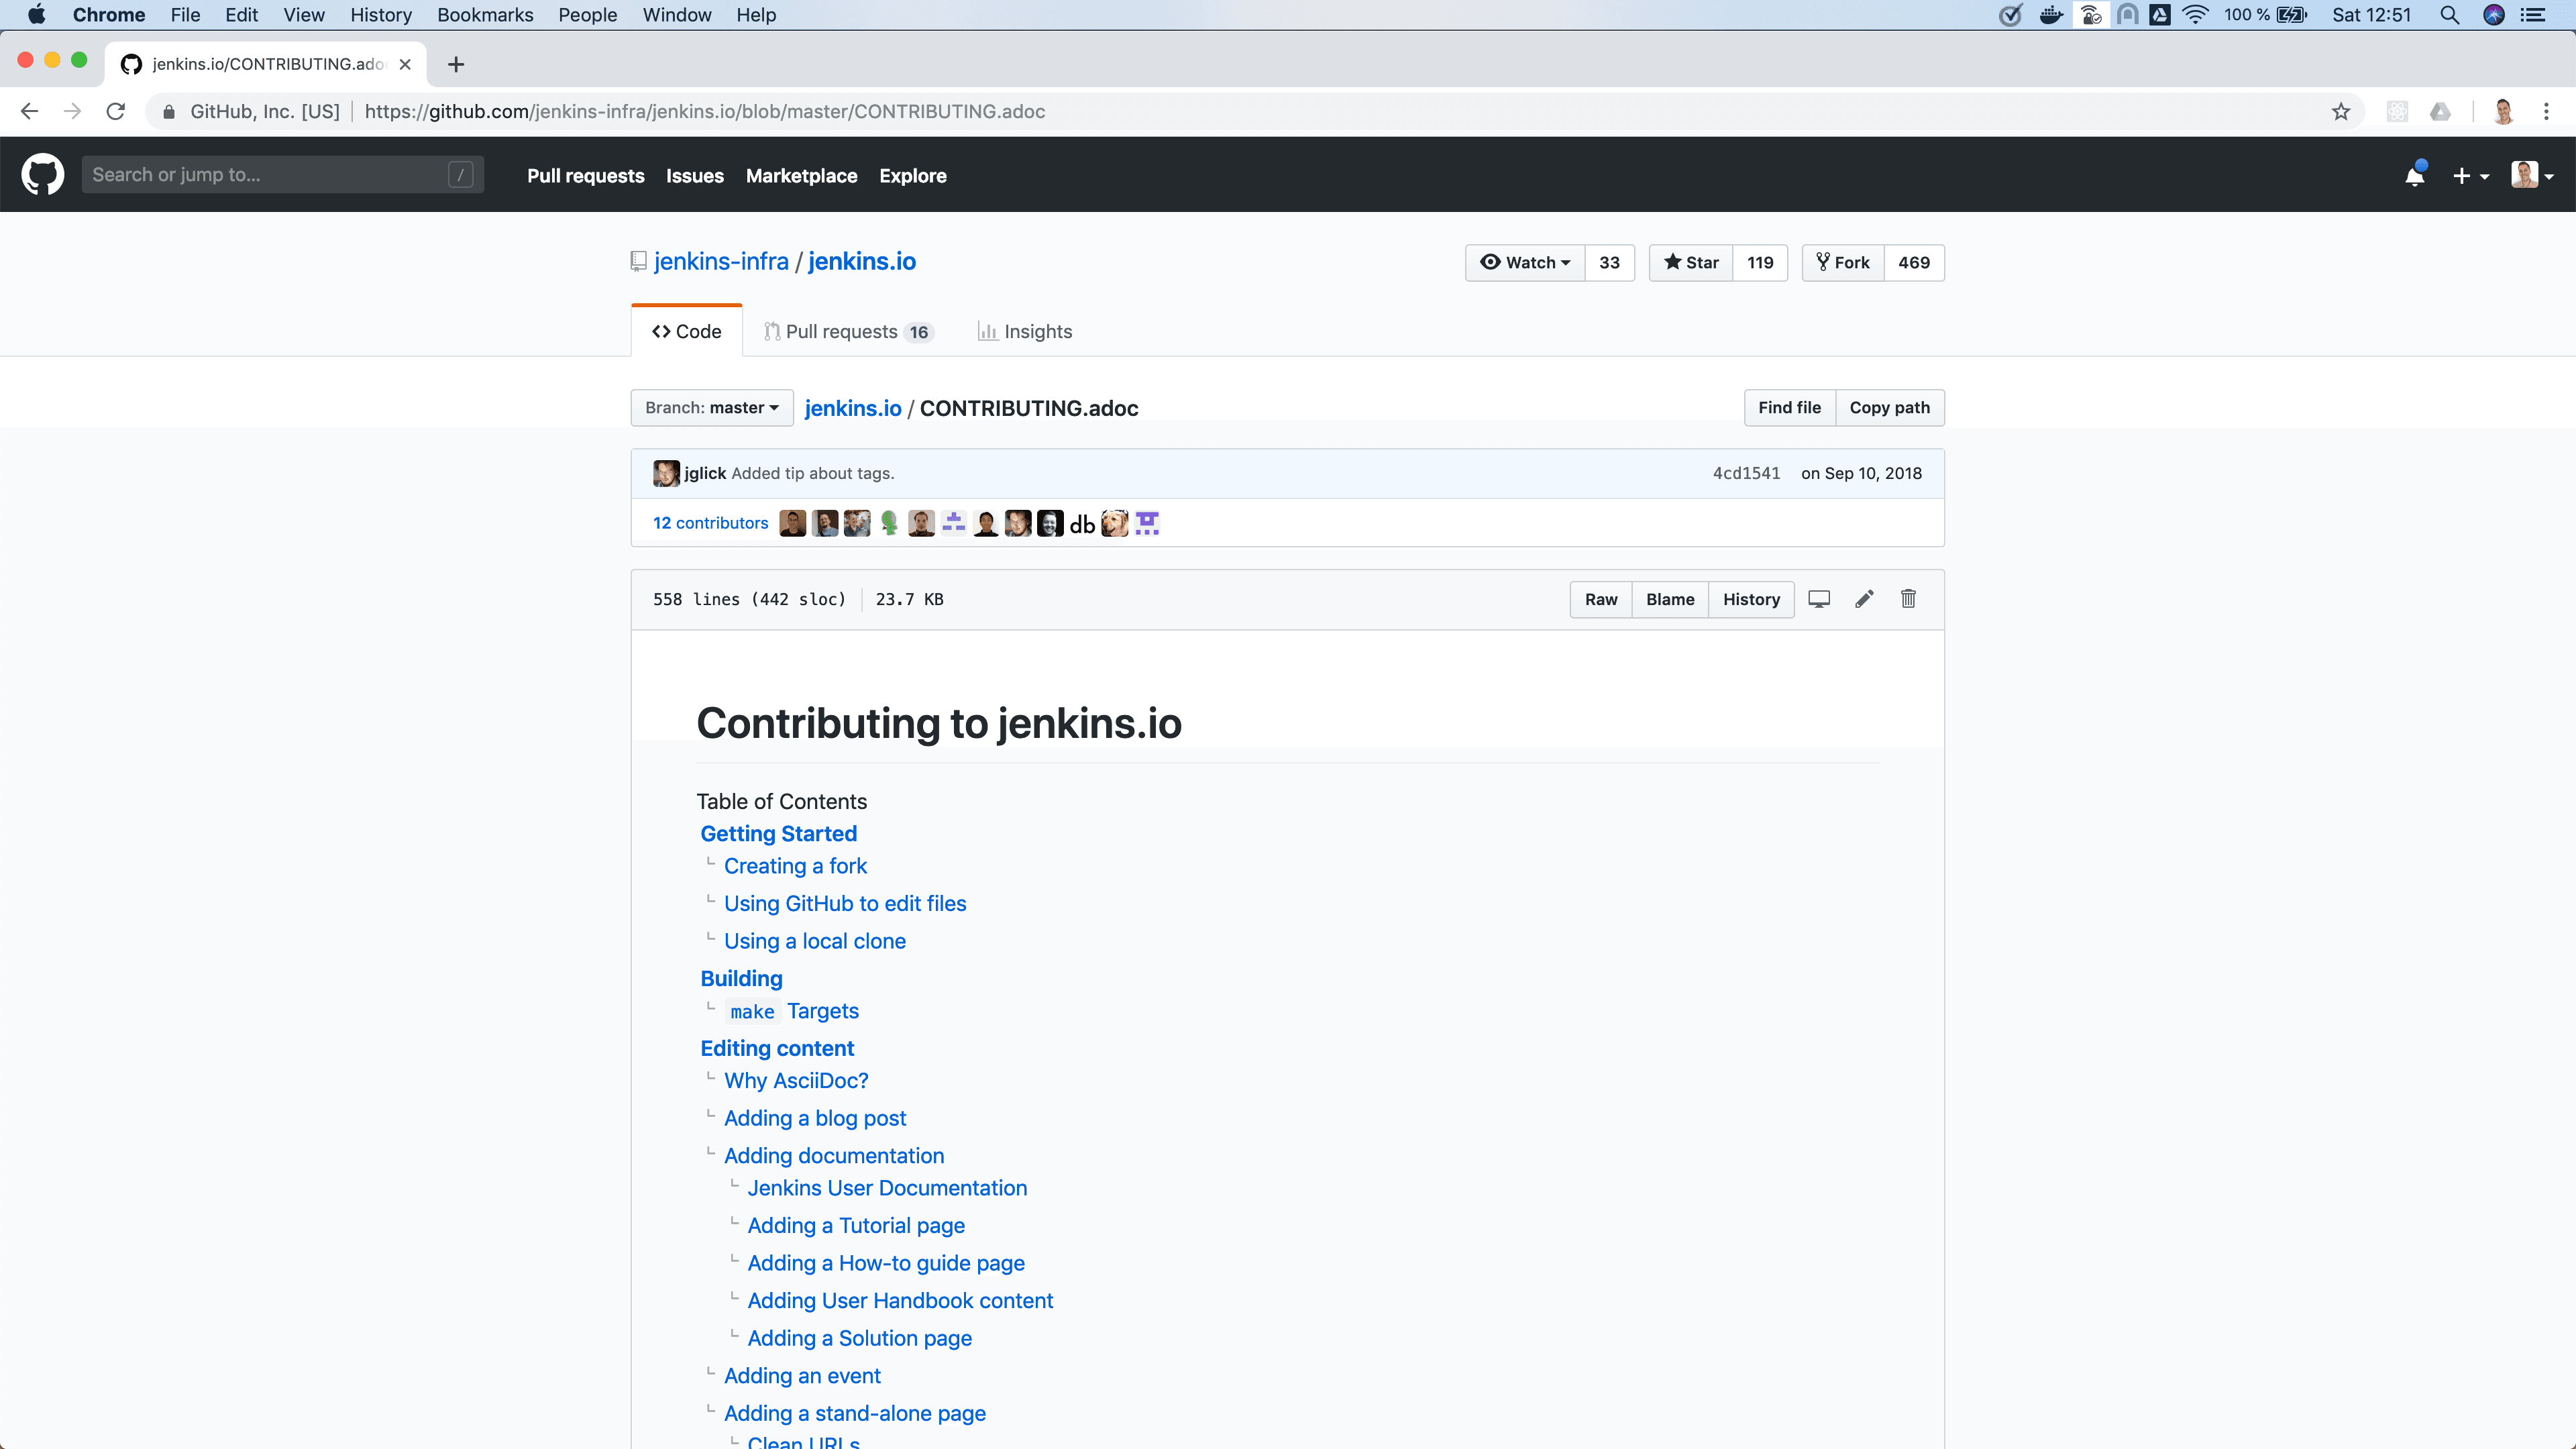 Chrome File Edit View History Bookmarks People Window Help 100 % Sat 12:51
jenkins.io/CONTRIBUTING.ado
GitHub, Inc. [US] https://github.com/jenkins-infra/jenkins.io/blob/master/CONTRIBUTING.adoc
Search or jump to... / Pull requests Issues Marketplace Explore
jenkins-infra / jenkins.io Watch 33 Star 119 Fork 469
Code Pull requests 16 Insights
Branch: master jenkins.io / CONTRIBUTING.adoc Find file Copy path
jglick Added tip about tags. 4cd1541 on Sep 10, 2018
12 contributors db
558 lines (442 sloc) 23.7 KB Raw Blame History
Contributing to jenkins.io
Table of Contents
Getting Started
Creating a fork
Using GitHub to edit files
Using a local clone
Building
make Targets
Editing content
Why AsciiDoc?
Adding a blog post
Adding documentation
Jenkins User Documentation
Adding a Tutorial page
Adding a How-to guide page
Adding User Handbook content
Adding a Solution page
Adding an event
Adding a stand-alone page
Clean URLs